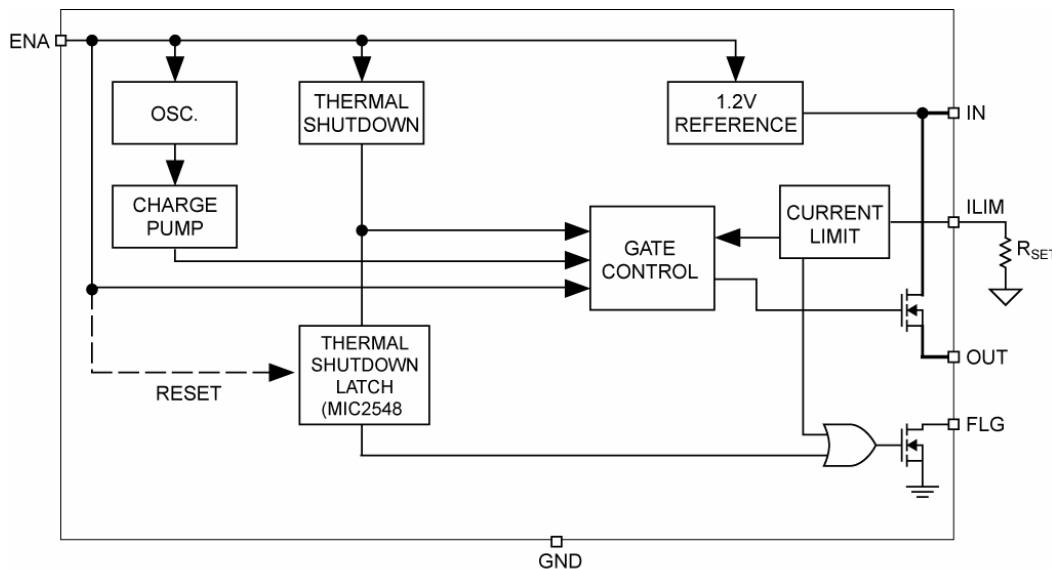 ENA
OSC.
THERMAL
SHUTDOWN
1.2V
REFERENCE
IN
CHARGE
PUMP
GATE
CONTROL
CURRENT
LIMIT
ILIM
RSET
THERMAL
SHUTDOWN
LATCH
(MIC2548
RESET
OUT
FLG
GND